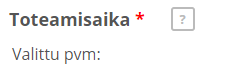 Toteamisaika * ?
Valittu pvm: